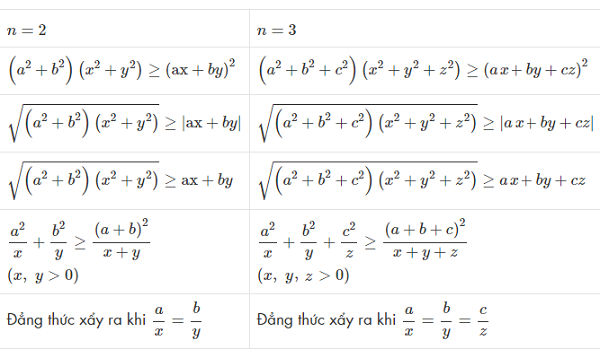 n = 2
n = 3
(a² + b²) (x² + y²) ≥ (ax + by)²
(a² + b² + c²) (x² + y² + z²) ≥ (ax + by + cz)²
√((a² + b²) (x² + y²)) ≥ |ax + by|
√((a² + b² + c²) (x² + y² + z²)) ≥ |ax + by + cz|
√((a² + b²) (x² + y²)) ≥ ax + by
√((a² + b² + c²) (x² + y² + z²)) ≥ ax + by + cz
a²/x + b²/y ≥ (a + b)²/(x + y)
(x, y > 0)
a²/x + b²/y + c²/z ≥ (a + b + c)²/(x + y + z)
(x, y, z > 0)
Đẳng thức xẩy ra khi a/x = b/y
Đẳng thức xẩy ra khi a/x = b/y = c/z